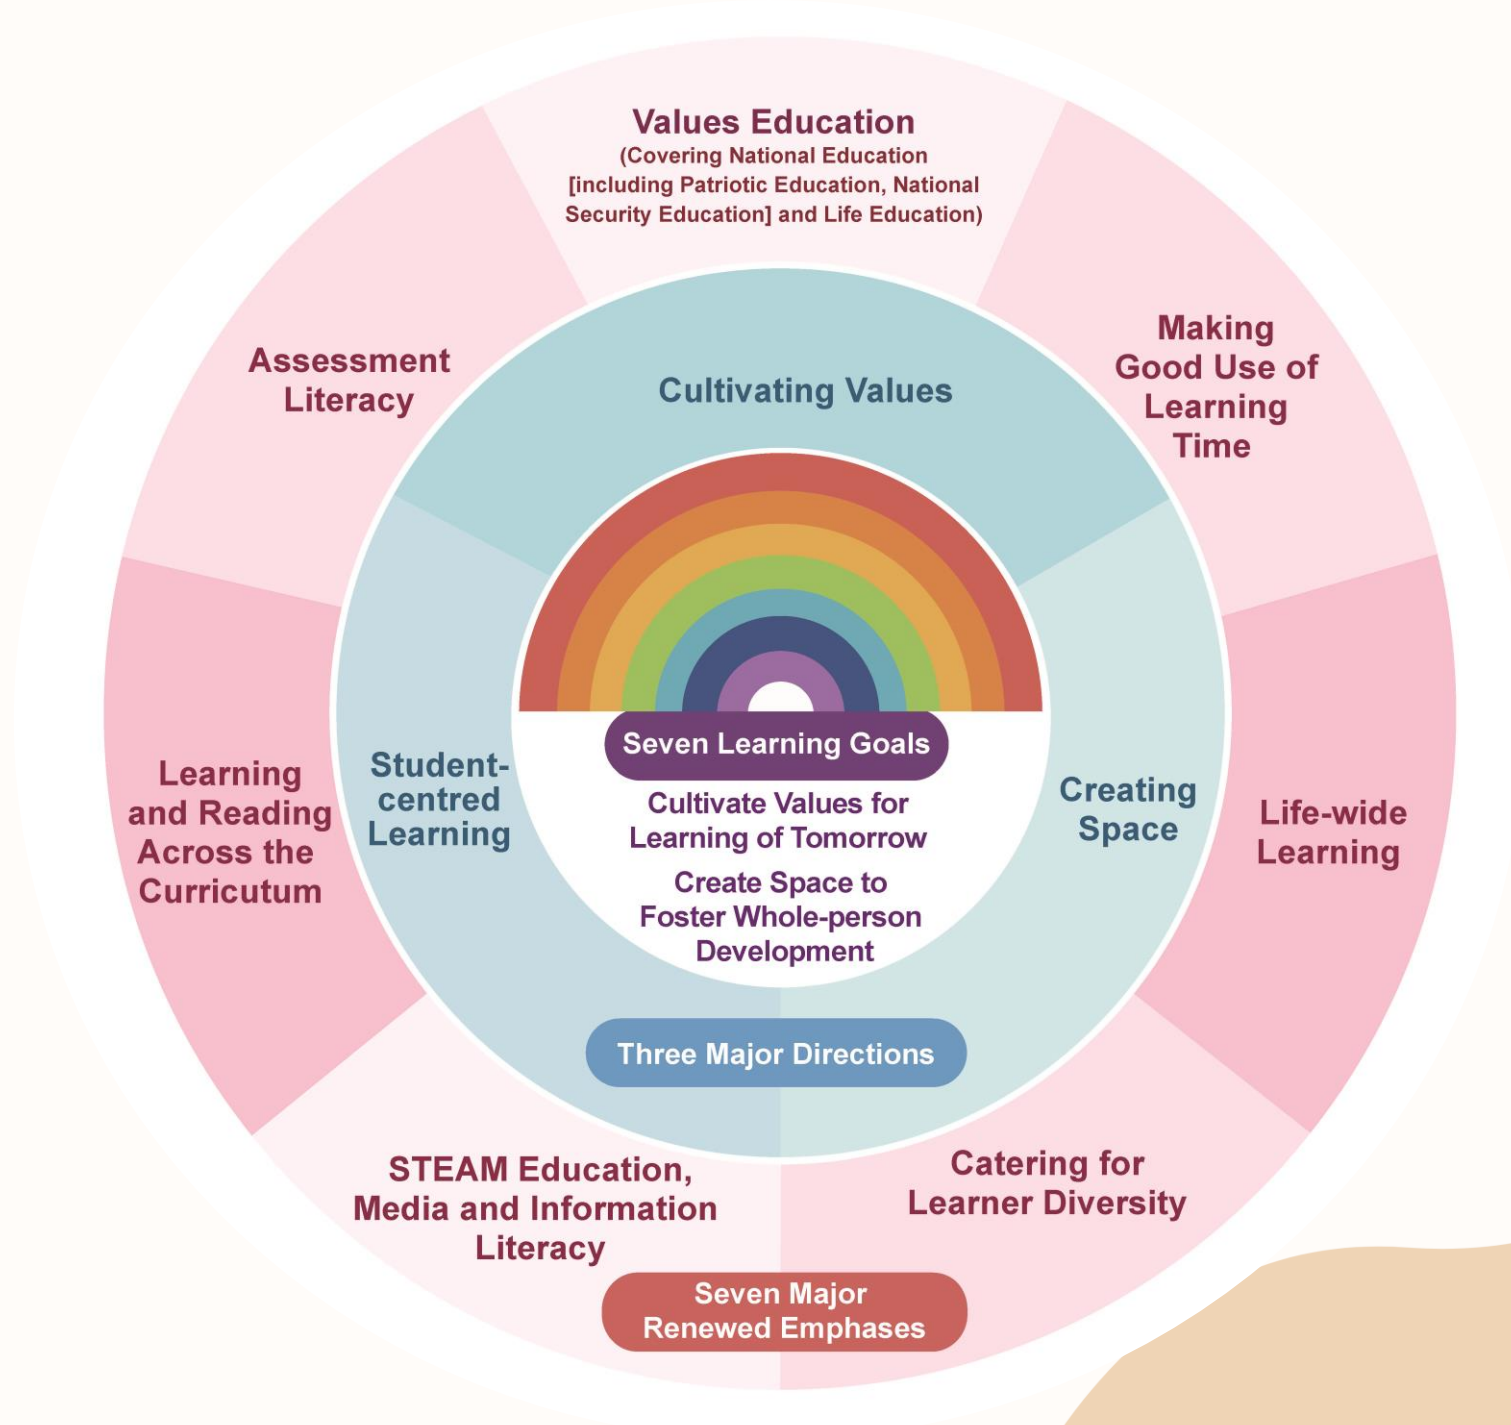 Values Education
(Covering National Education
[including Patriotic Education, National
Security Education] and Life Education)
Making
Good Use of
Learning
Time
Life-wide
Learning
Catering for
Learner Diversity
STEAM Education,
Media and Information
Literacy
Learning
and Reading
Across the
Curricutum
Assessment
Literacy
Seven Major
Renewed Emphases
Cultivating Values
Creating
Space
Student-
centred
Learning
Three Major Directions
Seven Learning Goals
Cultivate Values for
Learning of Tomorrow
Create Space to
Foster Whole-person
Development